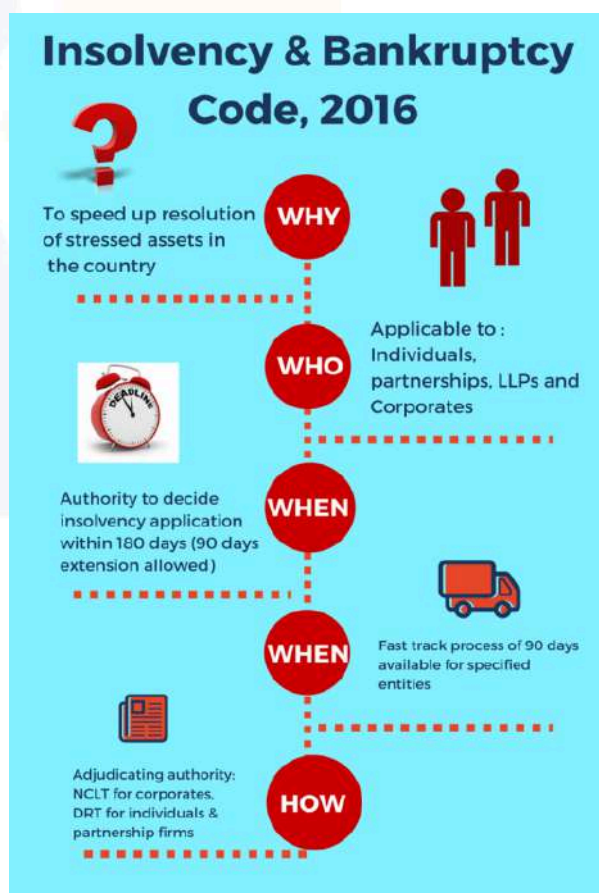 Insolvency & Bankruptcy
Code, 2016
WHY
To speed up resolution
of stressed assets in
the country
WHO
Applicable to :
Individuals,
partnerships, LLPs and
Corporates
DEADLINE
WHEN
Authority to decide
insolvency application
within 180 days (90 days
extension allowed)
WHEN
Fast track process of 90 days
available for specified
entities
HOW
Adjudicating authority:
NCLT for corporates,
DRT for individuals &
partnership firms